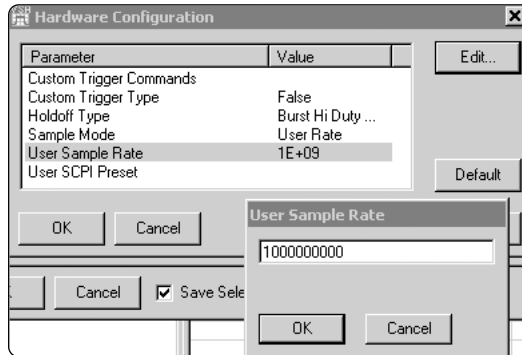 Hardware Configuration
Parameter Value
Edit...
Custom Trigger Commands
Custom Trigger Type False
Holdoff Type Burst Hi Duty ...
Sample Mode User Rate
User Sample Rate 1E+09
User SCPI Preset
Default
OK Cancel
User Sample Rate
1000000000
Cancel Save Sele
OK Cancel